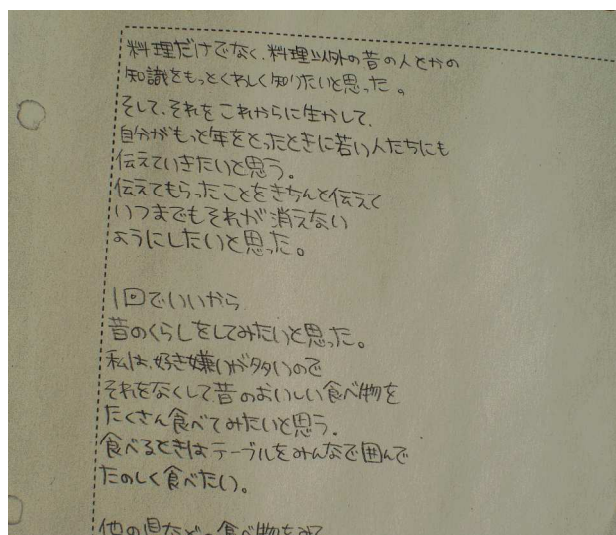 料理だけでなく、料理以外の昔の人とかの
知識をもっとくわしく知りたいと思った。
そして、それをこれからに生かして、
自分がもっと年をとったときに若い人たちにも
伝えていきたいと思う。
伝えてもらったことをきちんと伝えて
いつまでもそれが消えない
ようにしたいと思った。
1回でいいから
昔のくらしをしてみたいと思った。
私は、好き嫌いが多いので
それをなくして昔のおいしい食べ物を
たくさん食べてみたいと思う。
食べるときはテーブルをみんなで囲んで
たのしく食べたい。
他の県など 食べ物をみて